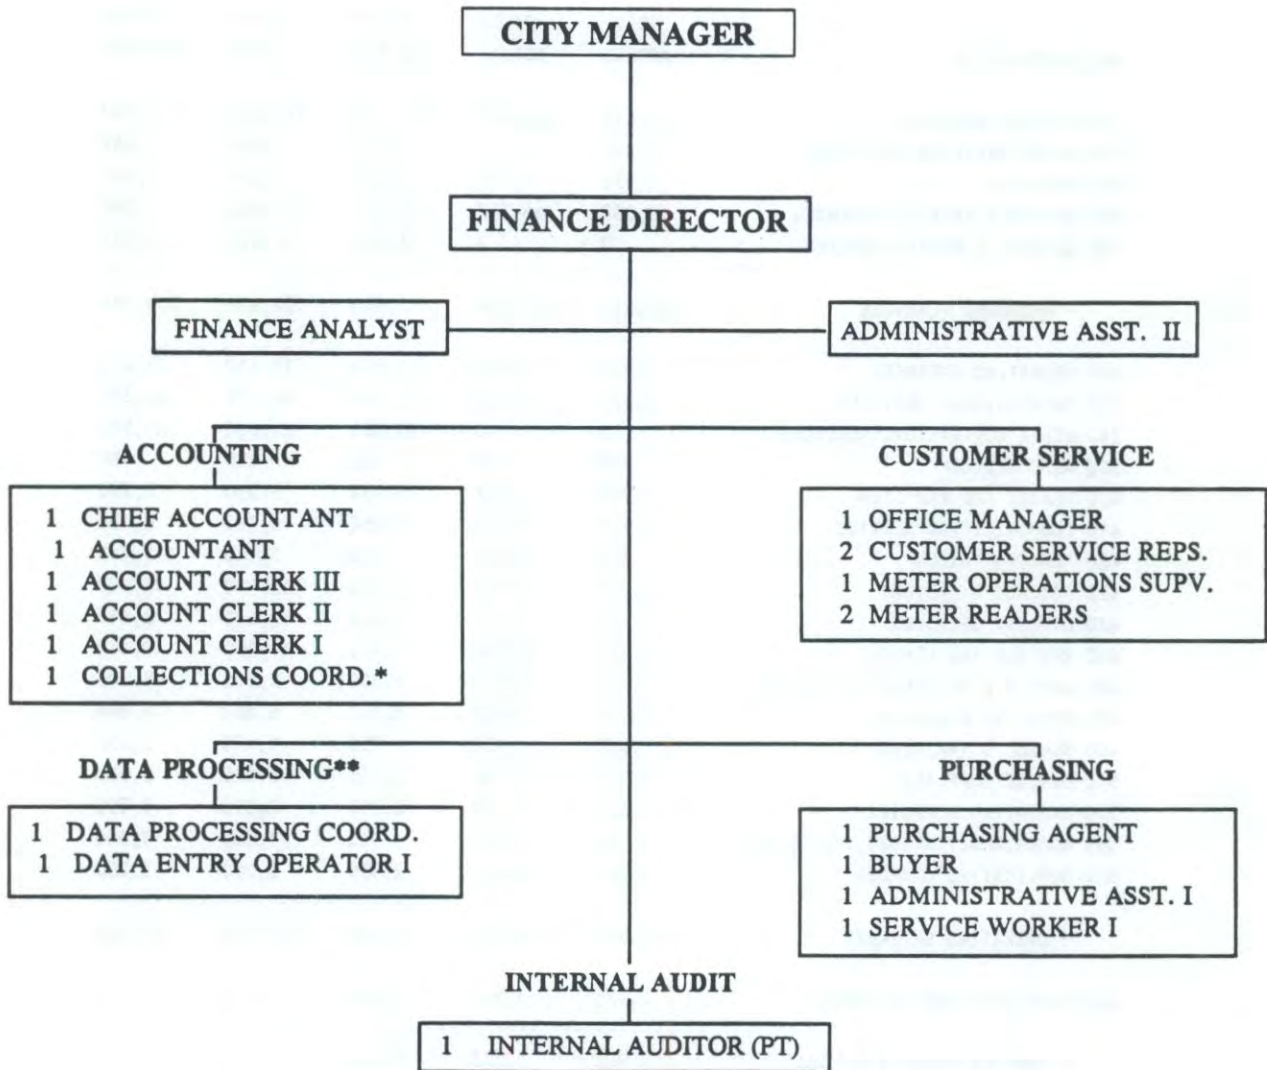 CITY MANAGER
FINANCE DIRECTOR
FINANCE ANALYST
ADMINISTRATIVE ASST. II
ACCOUNTING
1 CHIEF ACCOUNTANT
1 ACCOUNTANT
1 ACCOUNT CLERK III
1 ACCOUNT CLERK II
1 ACCOUNT CLERK I
1 COLLECTIONS COORD.*
CUSTOMER SERVICE
1 OFFICE MANAGER
2 CUSTOMER SERVICE REPS.
1 METER OPERATIONS SUPV.
2 METER READERS
DATA PROCESSING**
1 DATA PROCESSING COORD.
1 DATA ENTRY OPERATOR I
PURCHASING
1 PURCHASING AGENT
1 BUYER
1 ADMINISTRATIVE ASST. I
1 SERVICE WORKER I
INTERNAL AUDIT
1 INTERNAL AUDITOR (PT)